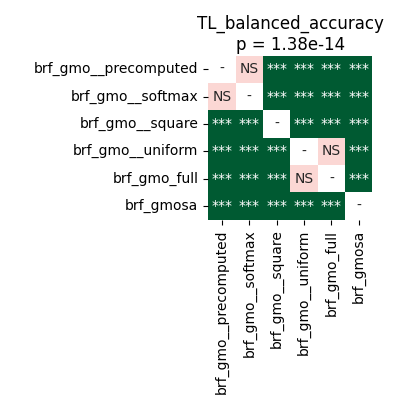 TL_balanced_accuracy
p = 1.38e-14
brf_gmo__precomputed - NS *** *** *** ***
brf_gmo__softmax NS - *** *** *** ***
brf_gmo__square *** *** - *** *** ***
brf_gmo__uniform *** *** *** - NS ***
brf_gmo_full *** *** *** NS - ***
brf_gmosa *** *** *** *** *** -
brf_gmo__precomputed
brf_gmo__softmax
brf_gmo__square
brf_gmo__uniform
brf_gmo_full
brf_gmosa